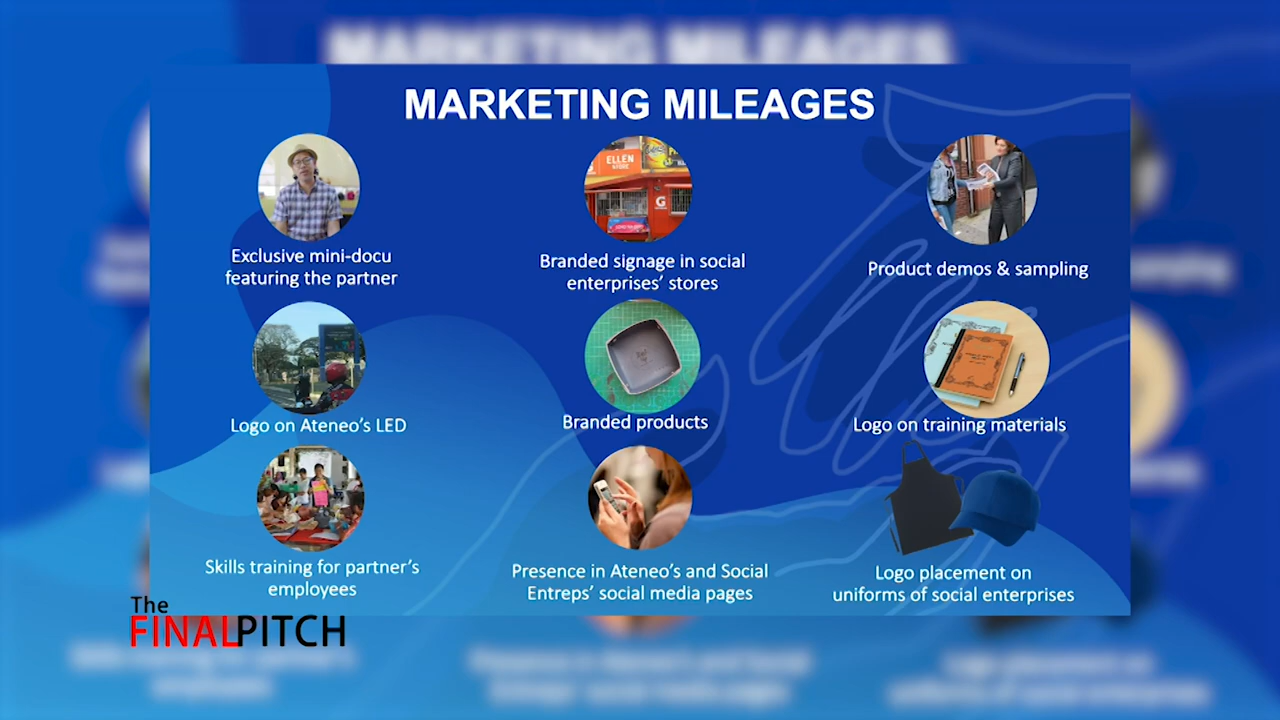 MARKETING MILEAGES
ELLEN
STORE
G
Exclusive mini-docu
featuring the partner
Branded signage in social
enterprises' stores
Product demos & sampling
Logo on Ateneo's LED
Branded products
Logo on training materials
Skills training for partner's
employees
Presence in Ateneo's and Social
Entreps' social media pages
Logo placement on
uniforms of social enterprises
The
FINALPITCH